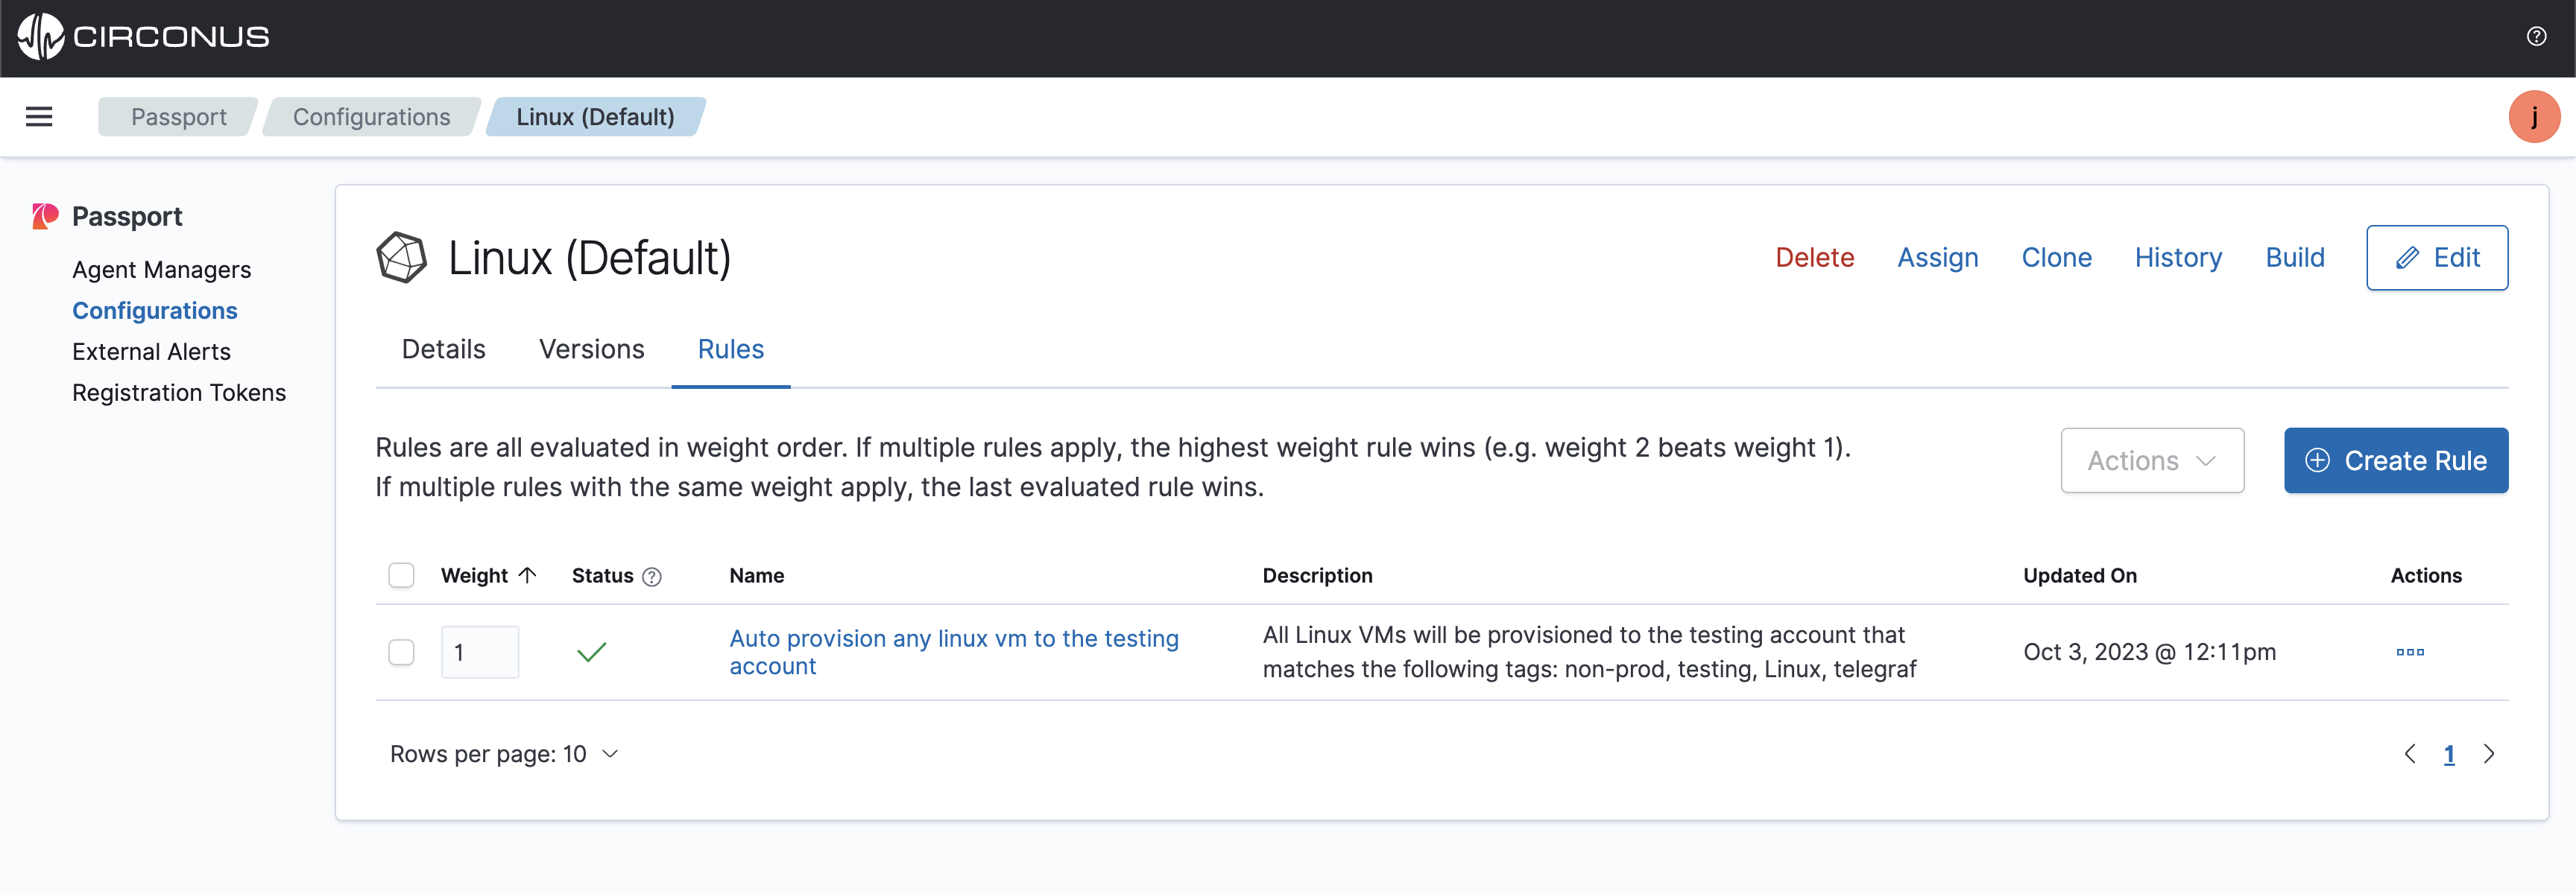 CIRCONUS
Passport
Configurations
Linux (Default)
j
Passport
Agent Managers
Configurations
External Alerts
Registration Tokens
Linux (Default)
Delete
Assign
Clone
History
Build
Edit
Details
Versions
Rules
Rules are all evaluated in weight order. If multiple rules apply, the highest weight rule wins (e.g. weight 2 beats weight 1).
If multiple rules with the same weight apply, the last evaluated rule wins.
Actions
Create Rule
Weight
Status
Name
Description
Updated On
Actions
1
Auto provision any linux vm to the testing
account
All Linux VMs will be provisioned to the testing account that
matches the following tags: non-prod, testing, Linux, telegraf
Oct 3, 2023 @ 12:11pm
Rows per page: 10
1